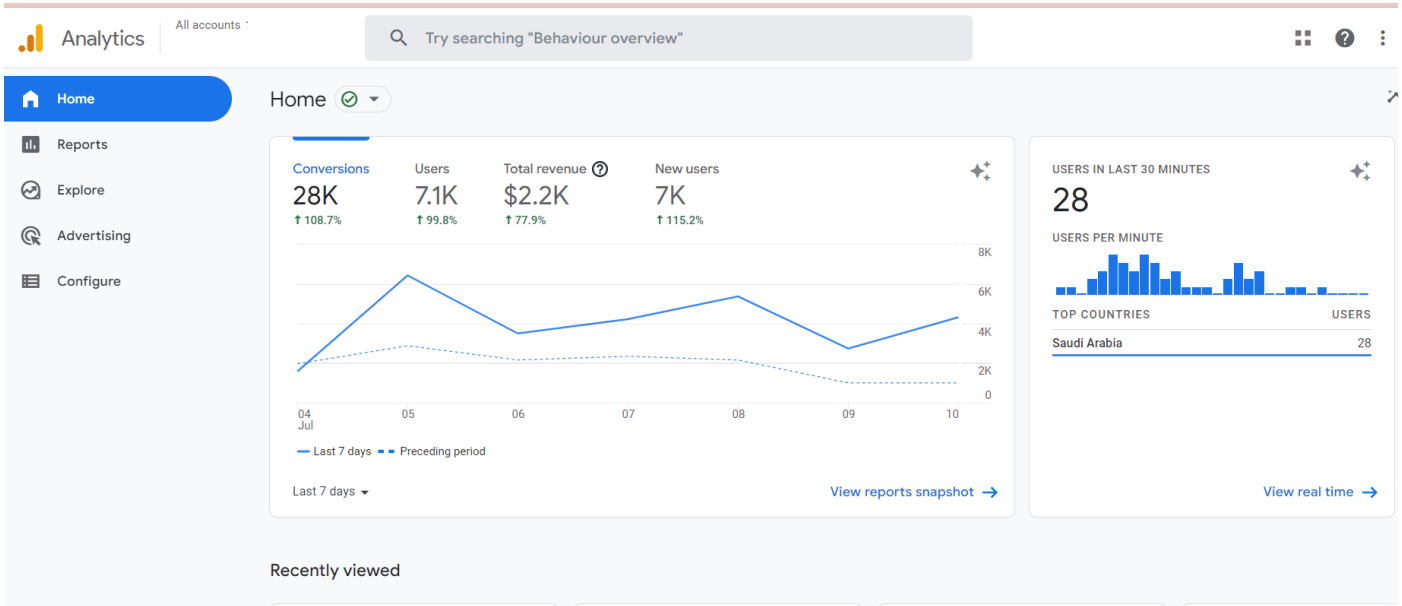 Analytics
All accounts
Try searching "Behaviour overview"
Home
Reports
Explore
Advertising
Configure
Home
Conversions Users Total revenue New users
28K 7.1K $2.2K 7K
↑ 108.7% ↑ 99.8% ↑ 77.9% ↑ 115.2%
8K
6K
4K
2K
0
04 05 06 07 08 09 10
Jul
Last 7 days Preceding period
Last 7 days View reports snapshot →
USERS IN LAST 30 MINUTES
28
USERS PER MINUTE
TOP COUNTRIES USERS
Saudi Arabia 28
View real time →
Recently viewed